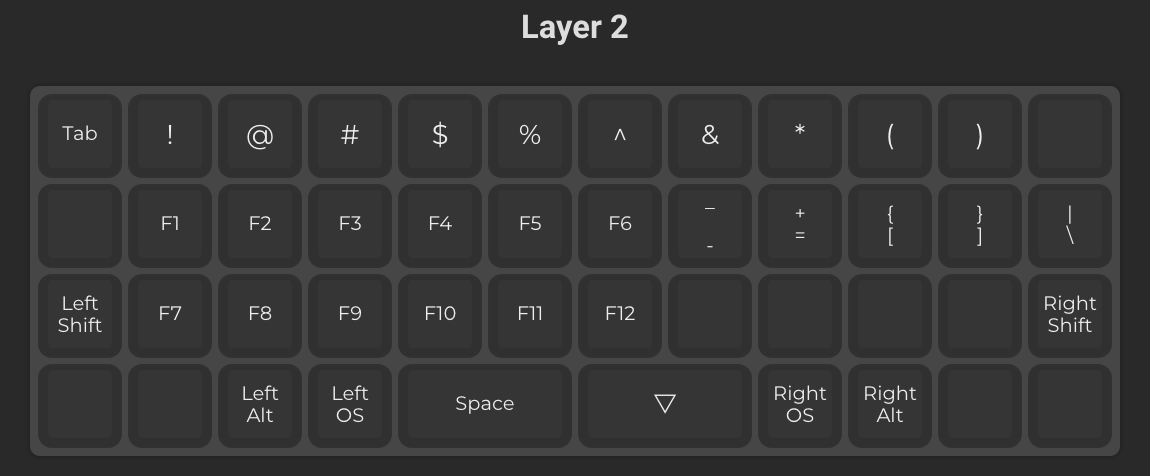 Layer 2
Tab ! @ # $ % ^ & * ( )
F1 F2 F3 F4 F5 F6 _ - + = { [ } ] | \
Left Shift F7 F8 F9 F10 F11 F12 Right Shift
Left Alt Left OS Space ▽ Right OS Right Alt